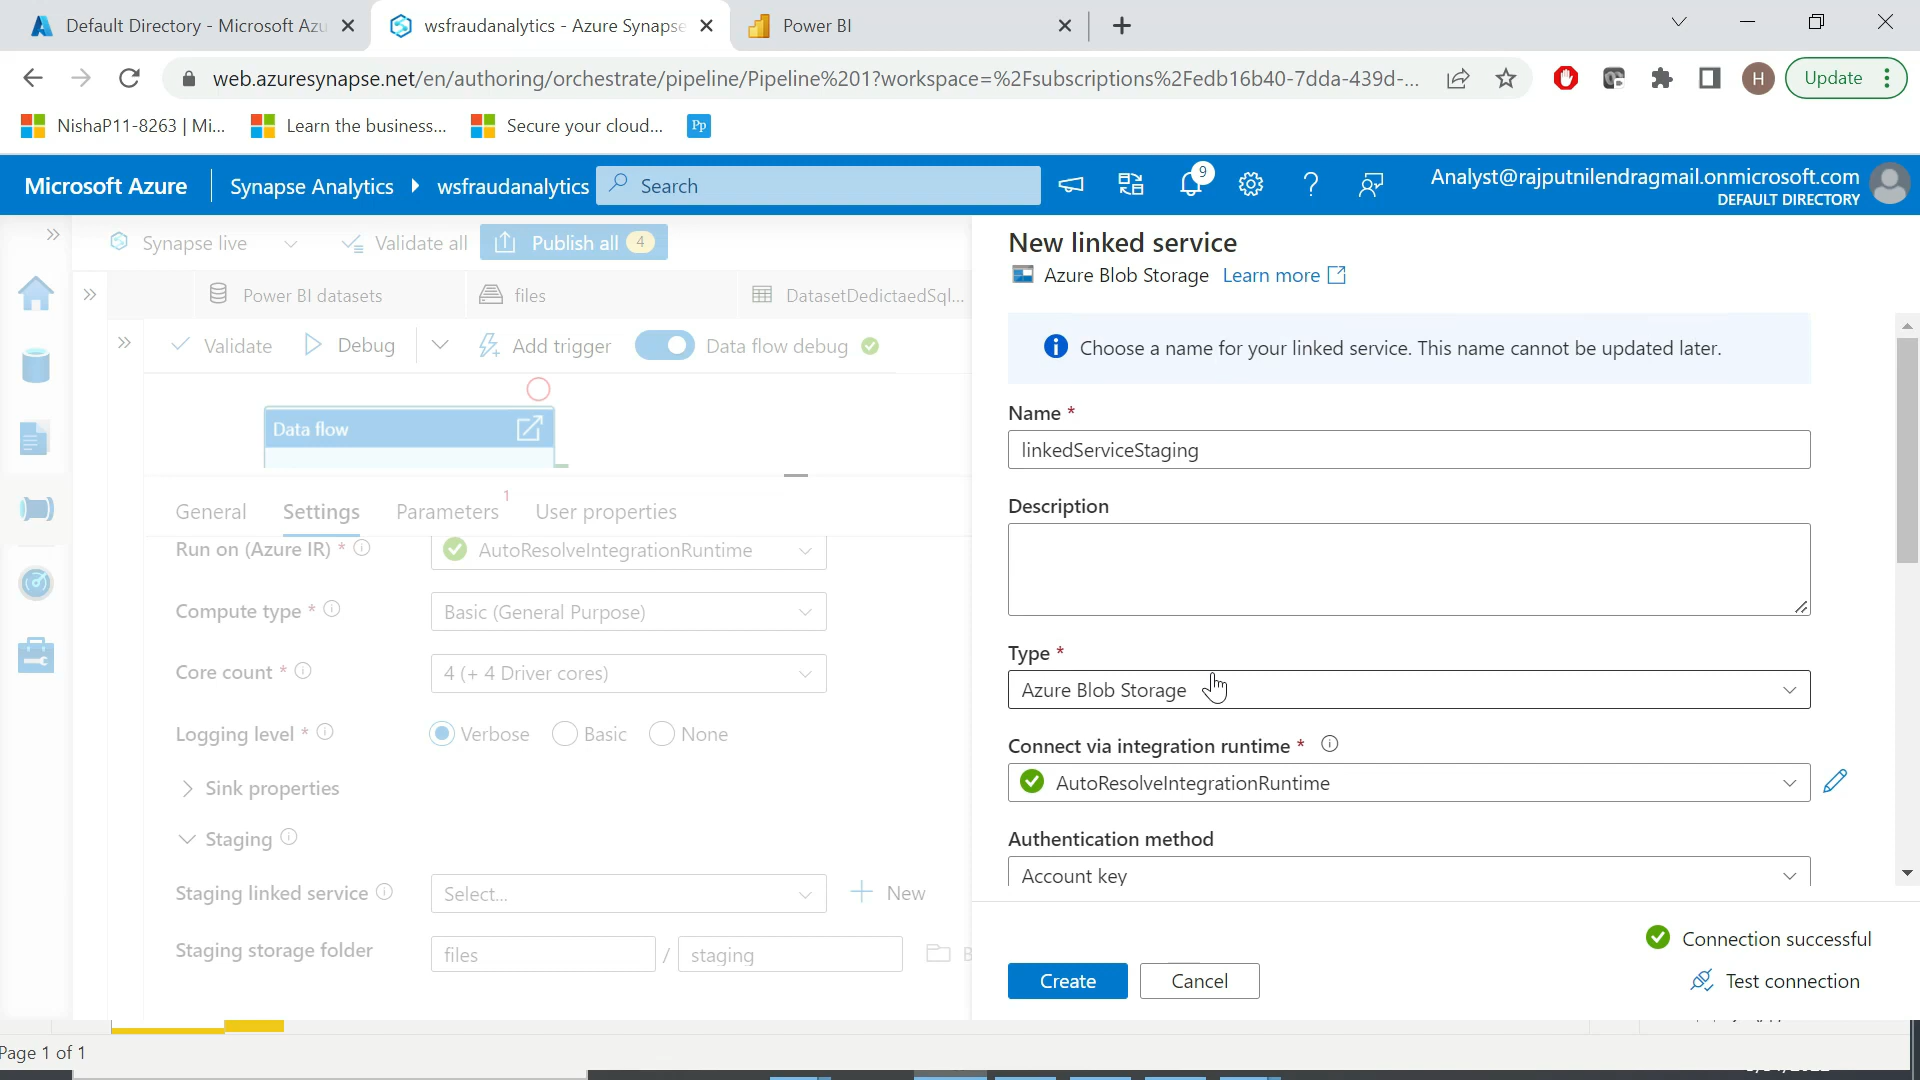 Default Directory - Microsoft Azu
wsfraudanalytics - Azure Synapse
Power BI
web.azuresynapse.net/en/authoring/orchestrate/pipeline/Pipeline%201?workspace=%2Fsubscriptions%2Fedb16b40-7dda-439d-...
H
Update
NishaP11-8263 | Mi...
Learn the business...
Secure your cloud...
Pp
Microsoft Azure
Synapse Analytics
wsfraudanalytics
Search
9
Analyst@rajputnilendragmail.onmicrosoft.com
DEFAULT DIRECTORY
Synapse live
Validate all
Publish all 4
Power BI datasets
files
DatasetDedictaedSql...
Validate
Debug
Add trigger
Data flow debug
Data flow
General
Settings
Parameters 1
User properties
Run on (Azure IR) *
AutoResolveIntegrationRuntime
Compute type *
Basic (General Purpose)
Core count *
4 (+ 4 Driver cores)
Logging level *
Verbose
Basic
None
Sink properties
Staging
Staging linked service
Select...
New
Staging storage folder
files
/
staging
B
New linked service
Azure Blob Storage Learn more
Choose a name for your linked service. This name cannot be updated later.
Name *
linkedServiceStaging
Description
Type *
Azure Blob Storage
Connect via integration runtime *
AutoResolveIntegrationRuntime
Authentication method
Account key
Connection successful
Create
Cancel
Test connection
Page 1 of 1